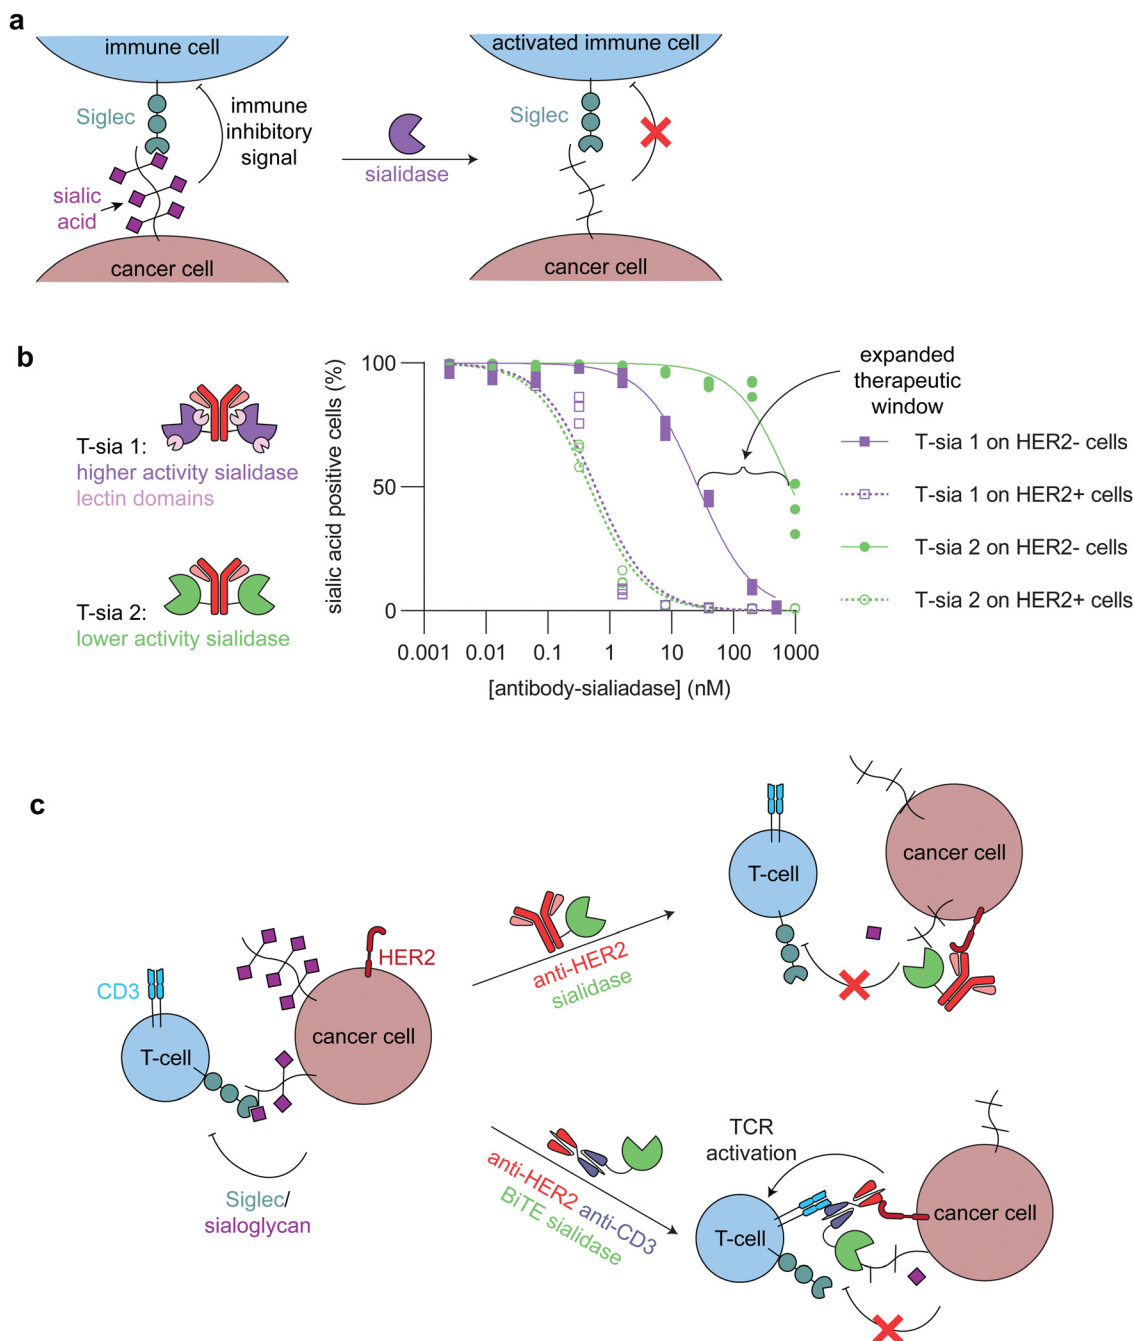 a
immune cell
Siglec
immune
inhibitory
signal
sialic
acid
cancer cell
sialidase
activated immune cell
Siglec
cancer cell
b
T-sia 1:
higher activity sialidase
lectin domains
T-sia 2:
lower activity sialidase
sialic acid positive cells (%)
100
50
0
0.001 0.01 0.1 1 10 100 1000
[antibody-sialiadase] (nM)
expanded
therapeutic
window
T-sia 1 on HER2- cells
T-sia 1 on HER2+ cells
T-sia 2 on HER2- cells
T-sia 2 on HER2+ cells
c
CD3
T-cell
HER2
cancer cell
Siglec/
sialoglycan
anti-HER2
sialidase
T-cell
cancer cell
anti-HER2 anti-CD3
BiTE sialidase
TCR
activation
T-cell
cancer cell